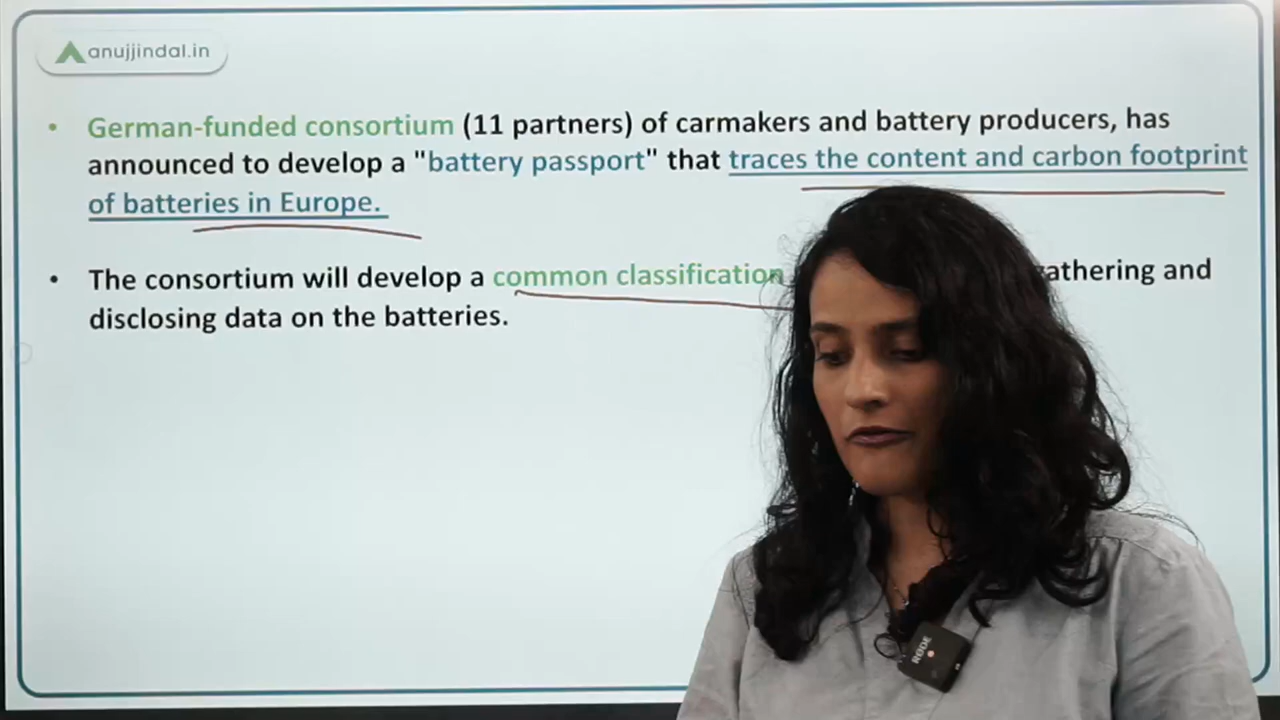 anujjindal.in
• German-funded consortium (11 partners) of carmakers and battery producers, has
announced to develop a "battery passport" that traces the content and carbon footprint
of batteries in Europe.
• The consortium will develop a common classification gathering and
disclosing data on the batteries.
RØDE